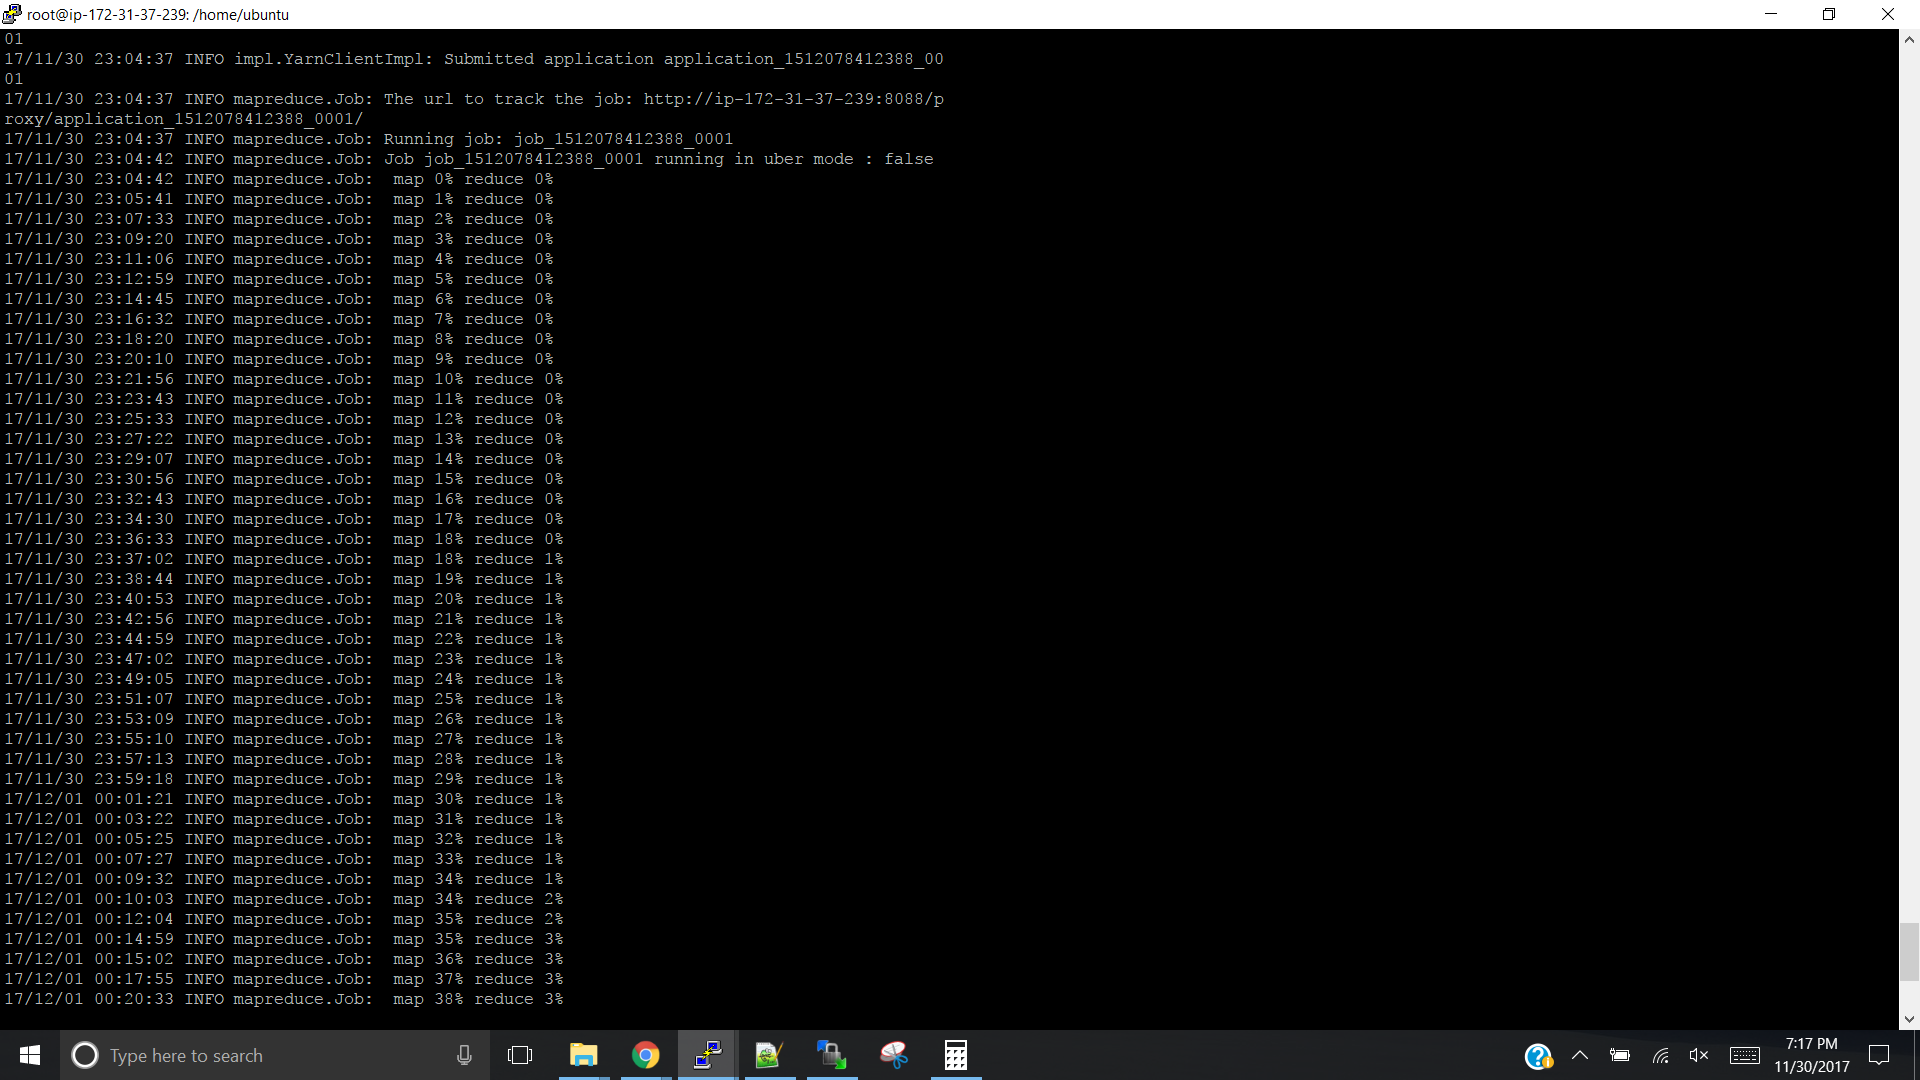 root@ip-172-31-37-239: /home/ubuntu
01
17/11/30 23:04:37 INFO impl.YarnClientImpl: Submitted application application_1512078412388_00
01
17/11/30 23:04:37 INFO mapreduce.Job: The url to track the job: http://ip-172-31-37-239:8088/p
roxy/application_1512078412388_0001/
17/11/30 23:04:37 INFO mapreduce.Job: Running job: job_1512078412388_0001
17/11/30 23:04:42 INFO mapreduce.Job: Job job_1512078412388_0001 running in uber mode : false
17/11/30 23:04:42 INFO mapreduce.Job:  map 0% reduce 0%
17/11/30 23:05:41 INFO mapreduce.Job:  map 1% reduce 0%
17/11/30 23:07:33 INFO mapreduce.Job:  map 2% reduce 0%
17/11/30 23:09:20 INFO mapreduce.Job:  map 3% reduce 0%
17/11/30 23:11:06 INFO mapreduce.Job:  map 4% reduce 0%
17/11/30 23:12:59 INFO mapreduce.Job:  map 5% reduce 0%
17/11/30 23:14:45 INFO mapreduce.Job:  map 6% reduce 0%
17/11/30 23:16:32 INFO mapreduce.Job:  map 7% reduce 0%
17/11/30 23:18:20 INFO mapreduce.Job:  map 8% reduce 0%
17/11/30 23:20:10 INFO mapreduce.Job:  map 9% reduce 0%
17/11/30 23:21:56 INFO mapreduce.Job:  map 10% reduce 0%
17/11/30 23:23:43 INFO mapreduce.Job:  map 11% reduce 0%
17/11/30 23:25:33 INFO mapreduce.Job:  map 12% reduce 0%
17/11/30 23:27:22 INFO mapreduce.Job:  map 13% reduce 0%
17/11/30 23:29:07 INFO mapreduce.Job:  map 14% reduce 0%
17/11/30 23:30:56 INFO mapreduce.Job:  map 15% reduce 0%
17/11/30 23:32:43 INFO mapreduce.Job:  map 16% reduce 0%
17/11/30 23:34:30 INFO mapreduce.Job:  map 17% reduce 0%
17/11/30 23:36:33 INFO mapreduce.Job:  map 18% reduce 0%
17/11/30 23:37:02 INFO mapreduce.Job:  map 18% reduce 1%
17/11/30 23:38:44 INFO mapreduce.Job:  map 19% reduce 1%
17/11/30 23:40:53 INFO mapreduce.Job:  map 20% reduce 1%
17/11/30 23:42:56 INFO mapreduce.Job:  map 21% reduce 1%
17/11/30 23:44:59 INFO mapreduce.Job:  map 22% reduce 1%
17/11/30 23:47:02 INFO mapreduce.Job:  map 23% reduce 1%
17/11/30 23:49:05 INFO mapreduce.Job:  map 24% reduce 1%
17/11/30 23:51:07 INFO mapreduce.Job:  map 25% reduce 1%
17/11/30 23:53:09 INFO mapreduce.Job:  map 26% reduce 1%
17/11/30 23:55:10 INFO mapreduce.Job:  map 27% reduce 1%
17/11/30 23:57:13 INFO mapreduce.Job:  map 28% reduce 1%
17/11/30 23:59:18 INFO mapreduce.Job:  map 29% reduce 1%
17/12/01 00:01:21 INFO mapreduce.Job:  map 30% reduce 1%
17/12/01 00:03:22 INFO mapreduce.Job:  map 31% reduce 1%
17/12/01 00:05:25 INFO mapreduce.Job:  map 32% reduce 1%
17/12/01 00:07:27 INFO mapreduce.Job:  map 33% reduce 1%
17/12/01 00:09:32 INFO mapreduce.Job:  map 34% reduce 1%
17/12/01 00:10:03 INFO mapreduce.Job:  map 34% reduce 2%
17/12/01 00:12:04 INFO mapreduce.Job:  map 35% reduce 2%
17/12/01 00:14:59 INFO mapreduce.Job:  map 35% reduce 3%
17/12/01 00:15:02 INFO mapreduce.Job:  map 36% reduce 3%
17/12/01 00:17:55 INFO mapreduce.Job:  map 37% reduce 3%
17/12/01 00:20:33 INFO mapreduce.Job:  map 38% reduce 3%
Type here to search
7:17 PM
11/30/2017